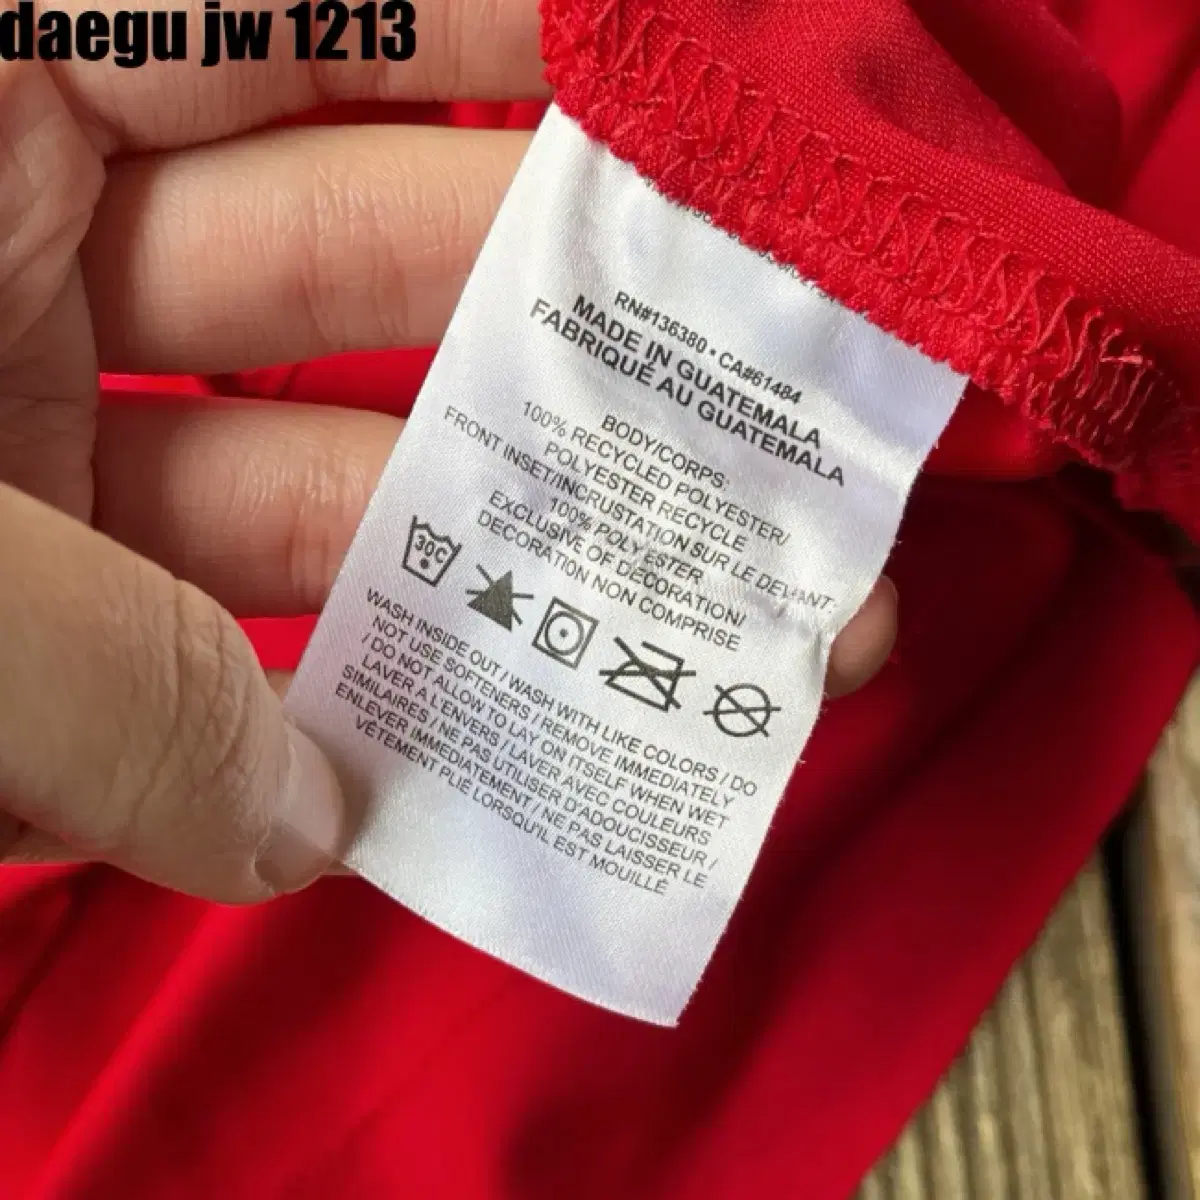 daegu jw 1213
RN#136380 • CA#61484
MADE IN GUATEMALA
FABRIQUÉ AU GUATEMALA
BODY/CORPS:
100% RECYCLED POLYESTER/
POLYESTER RECYCLE
FRONT INSET/INCRUSTATION SUR LE DEVANT:
100% POLYESTER
EXCLUSIVE OF DECORATION/
DECORATION NON COMPRISE
30C
WASH INSIDE OUT / WASH WITH LIKE COLORS / DO
NOT USE SOFTENERS / REMOVE IMMEDIATELY
/ DO NOT ALLOW TO LAY ON ITSELF WHEN WET
LAVER A L'ENVERS / LAVER AVEC COULEURS
SIMILAIRES / NE PAS UTILISER D'ADOUCISSEUR /
ENLEVER IMMEDIATEMENT / NE PAS LAISSER LE
VÊTEMENT PLIÉ LORSQU'IL EST MOUILLÉ